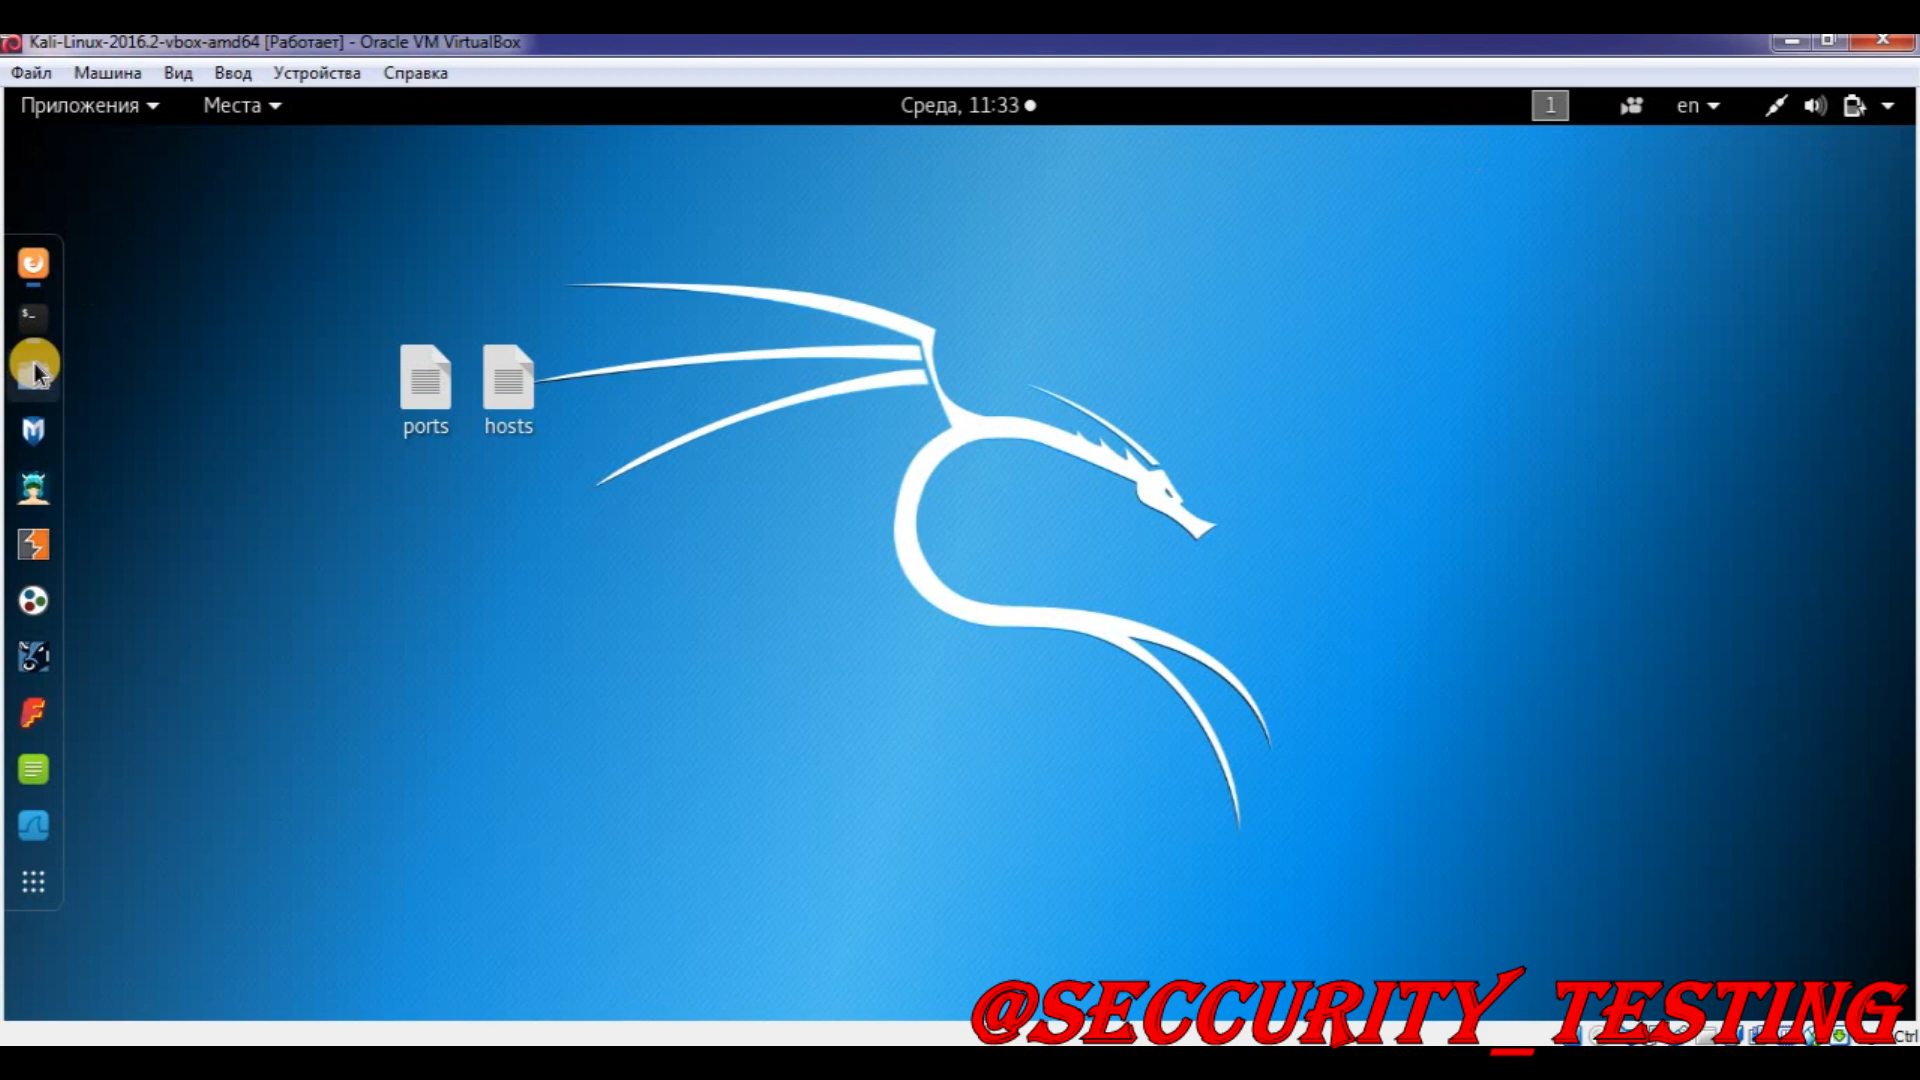 Kali-Linux-2016.2-vbox-amd64 [Работает] - Oracle VM VirtualBox
Файл Машина Вид Ввод Устройства Справка
Приложения Места Среда, 11:33 1 en
$_
ports hosts
@SECCURITY_TESTING
Ctrl